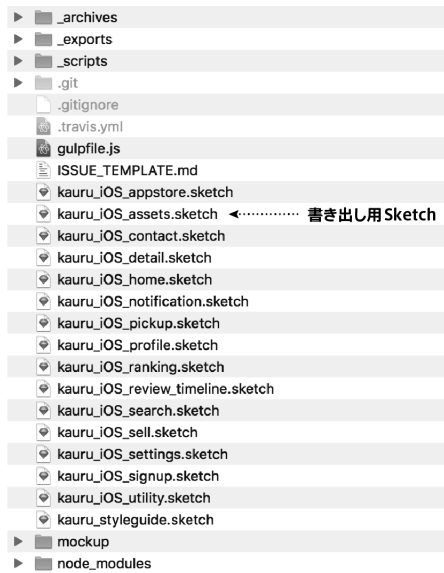 _archives
_exports
_scripts
.git
.gitignore
.travis.yml
gulpfile.js
ISSUE_TEMPLATE.md
kauru_iOS_appstore.sketch
kauru_iOS_assets.sketch 書き出し用Sketch
kauru_iOS_contact.sketch
kauru_iOS_detail.sketch
kauru_iOS_home.sketch
kauru_iOS_notification.sketch
kauru_iOS_pickup.sketch
kauru_iOS_profile.sketch
kauru_iOS_ranking.sketch
kauru_iOS_review_timeline.sketch
kauru_iOS_search.sketch
kauru_iOS_sell.sketch
kauru_iOS_settings.sketch
kauru_iOS_signup.sketch
kauru_iOS_utility.sketch
kauru_styleguide.sketch
mockup
node_modules